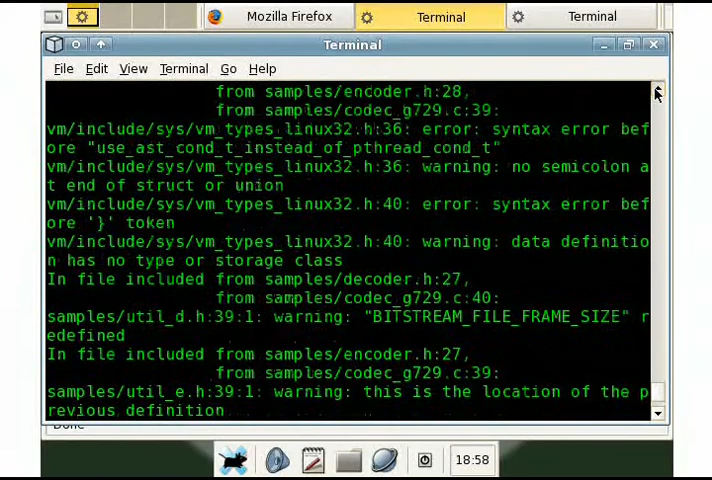 Mozilla Firefox
Terminal
Terminal
Terminal
File Edit View Terminal Go Help
from samples/encoder.h:28,
from samples/codec_g729.c:39:
vm/include/sys/vm_types_linux32.h:36: error: syntax error bef
ore "use_ast_cond_t_instead_of_pthread_cond_t"
vm/include/sys/vm_types_linux32.h:36: warning: no semicolon a
t end of struct or union
vm/include/sys/vm_types_linux32.h:40: error: syntax error bef
ore '}' token
vm/include/sys/vm_types_linux32.h:40: warning: data definitio
n has no type or storage class
In file included from samples/decoder.h:27,
from samples/codec_g729.c:40:
samples/util_d.h:39:1: warning: "BITSTREAM_FILE_FRAME_SIZE" r
edefined
In file included from samples/encoder.h:27,
from samples/codec_g729.c:39:
samples/util_e.h:39:1: warning: this is the location of the p
revious definition
Done
18:58